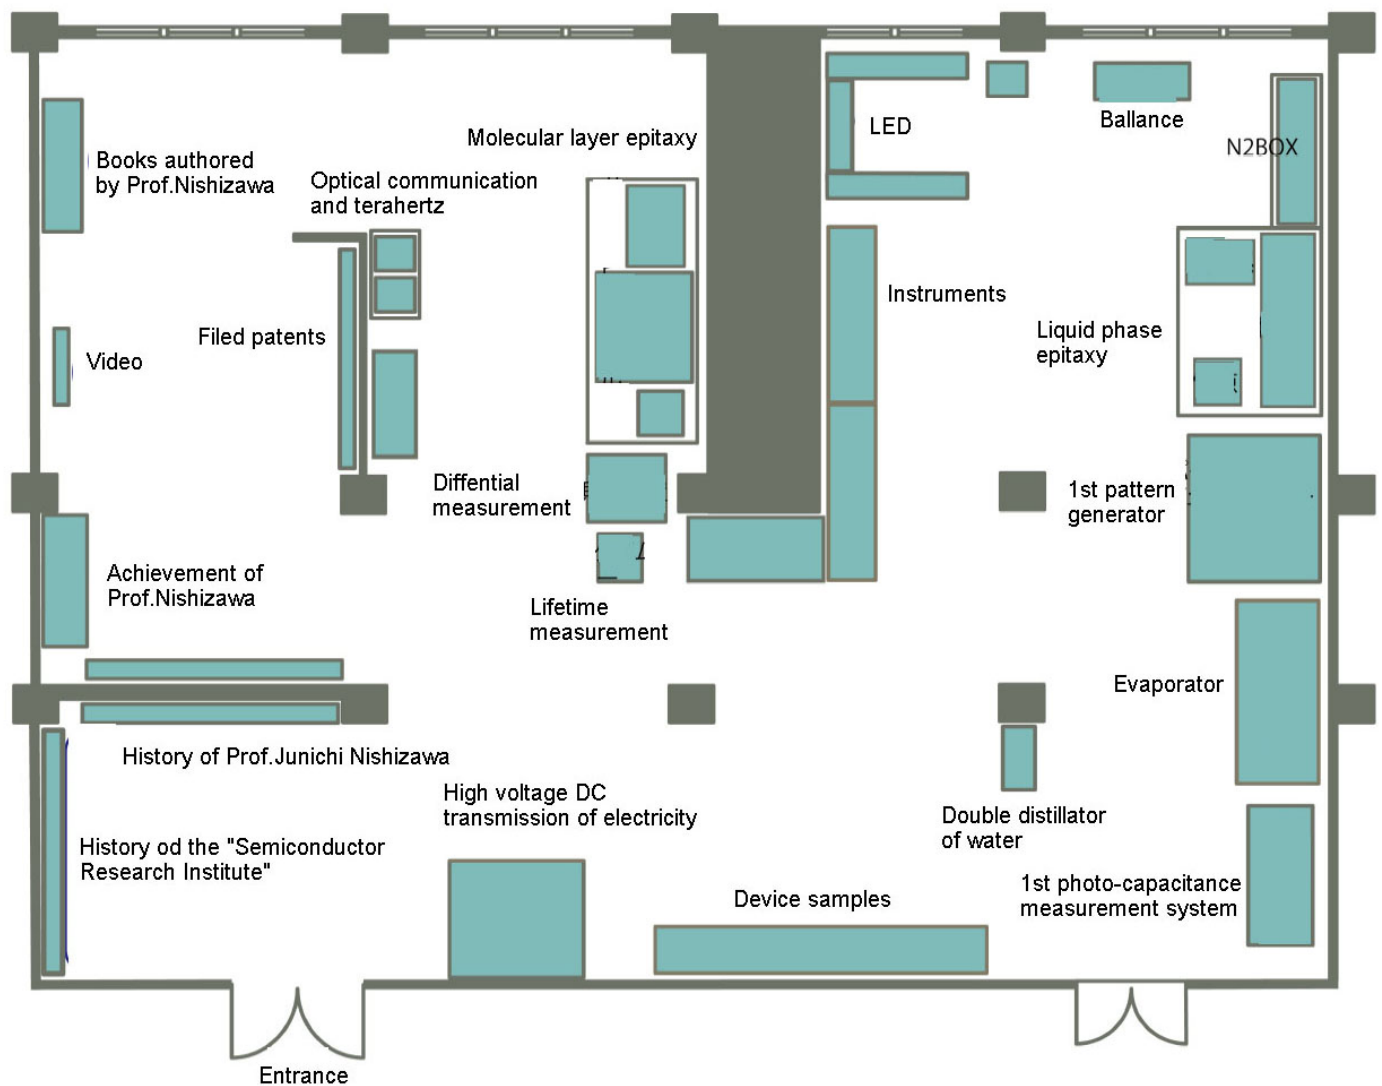 LED
Ballance
Molecular layer epitaxy
N2BOX
Books authored
by Prof.Nishizawa
Optical communication
and terahertz
Instruments
Filed patents
Liquid phase
epitaxy
Video
Diffential
measurement
1st pattern
generator
Achievement of
Prof.Nishizawa
Lifetime
measurement
Evaporator
History of Prof.Junichi Nishizawa
High voltage DC
transmission of electricity
Double distillator
of water
History od the "Semiconductor
Research Institute"
1st photo-capacitance
measurement system
Device samples
Entrance